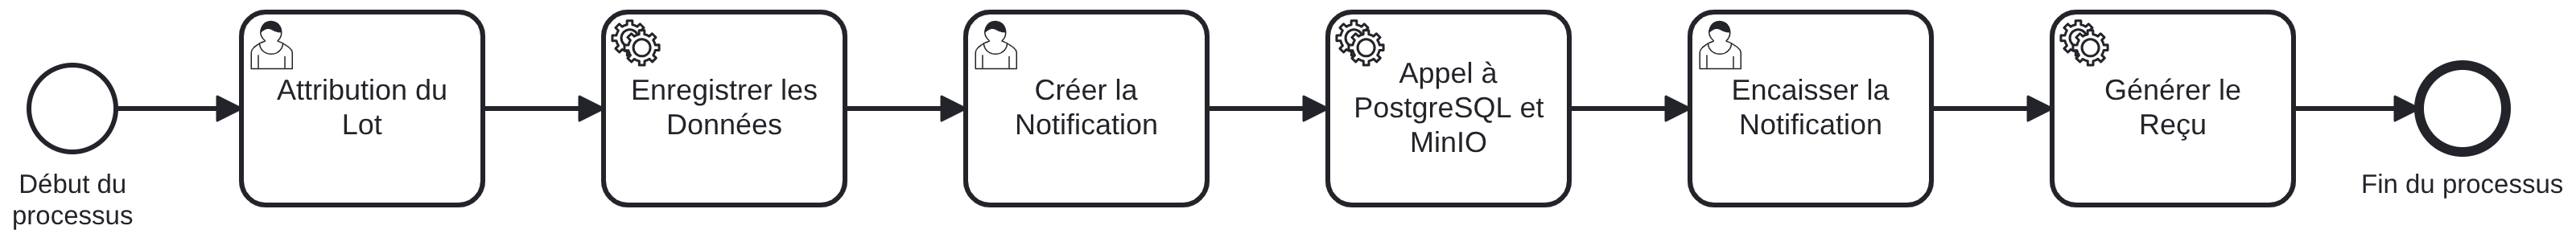 Début du
processus
Attribution du
Lot
Enregistrer les
Données
Créer la
Notification
Appel à
PostgreSQL et
MinIO
Encaisser la
Notification
Générer le
Reçu
Fin du processus